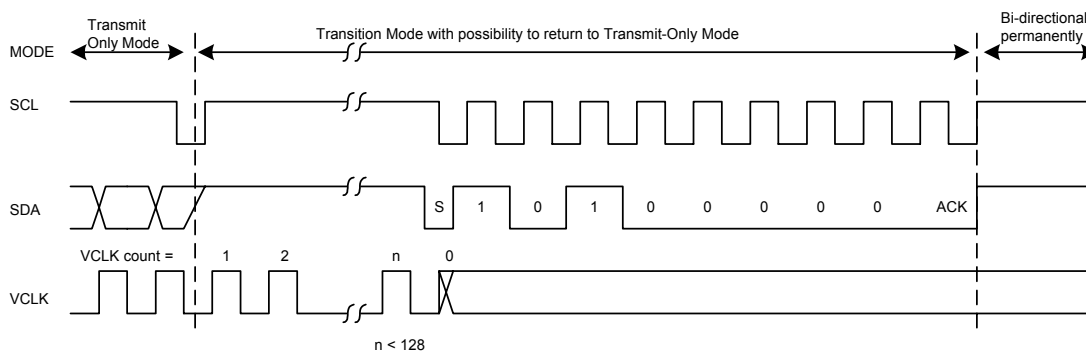 Transmit
Only Mode
Transition Mode with possibility to return to Transmit-Only Mode
Bi-directional
permanently
MODE
SCL
SDA
S 1 0 1 0 0 0 0 0 ACK
VCLK count = 1 2 n 0
VCLK
n < 128